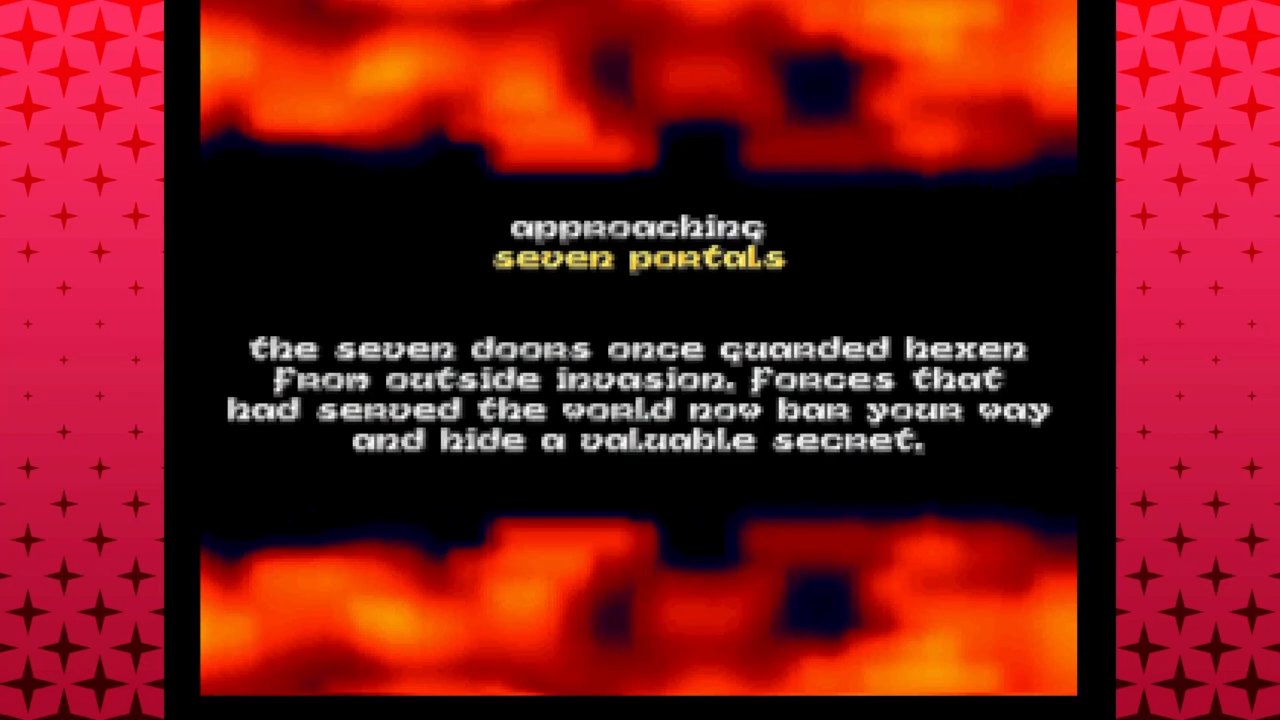 approaching
seven portals
the seven doors once guarded hexen
from outside invasion. forces that
had served the world now bar your way
and hide a valuable secret.